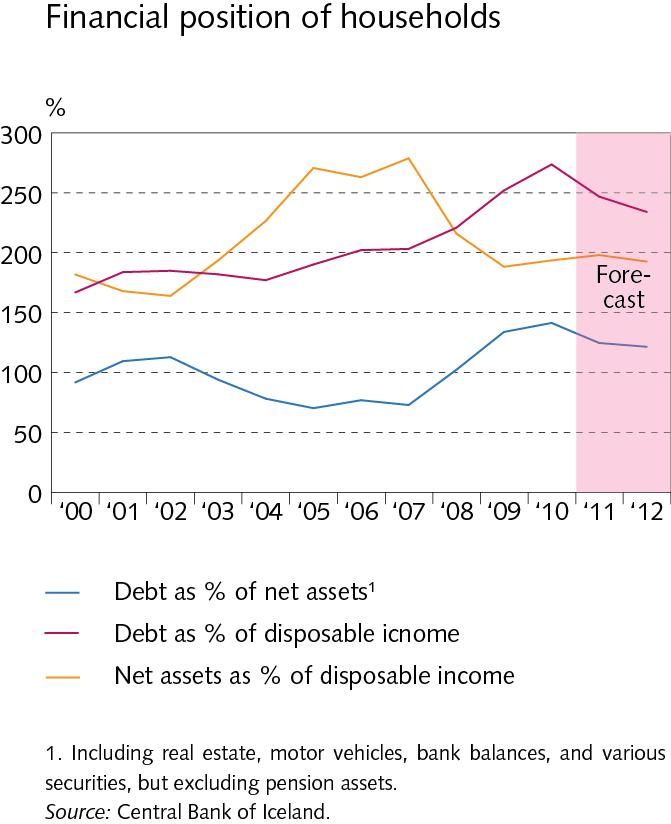 Financial position of households
%
300
250
200
150
100
50
0
Fore-
cast
‘00 ‘01 ‘02 ‘03 ‘04 ‘05 ‘06 ‘07 ‘08 ‘09 ‘10 ‘11 ‘12
Debt as % of net assets¹
Debt as % of disposable icnome
Net assets as % of disposable income
1. Including real estate, motor vehicles, bank balances, and various
securities, but excluding pension assets.
Source: Central Bank of Iceland.